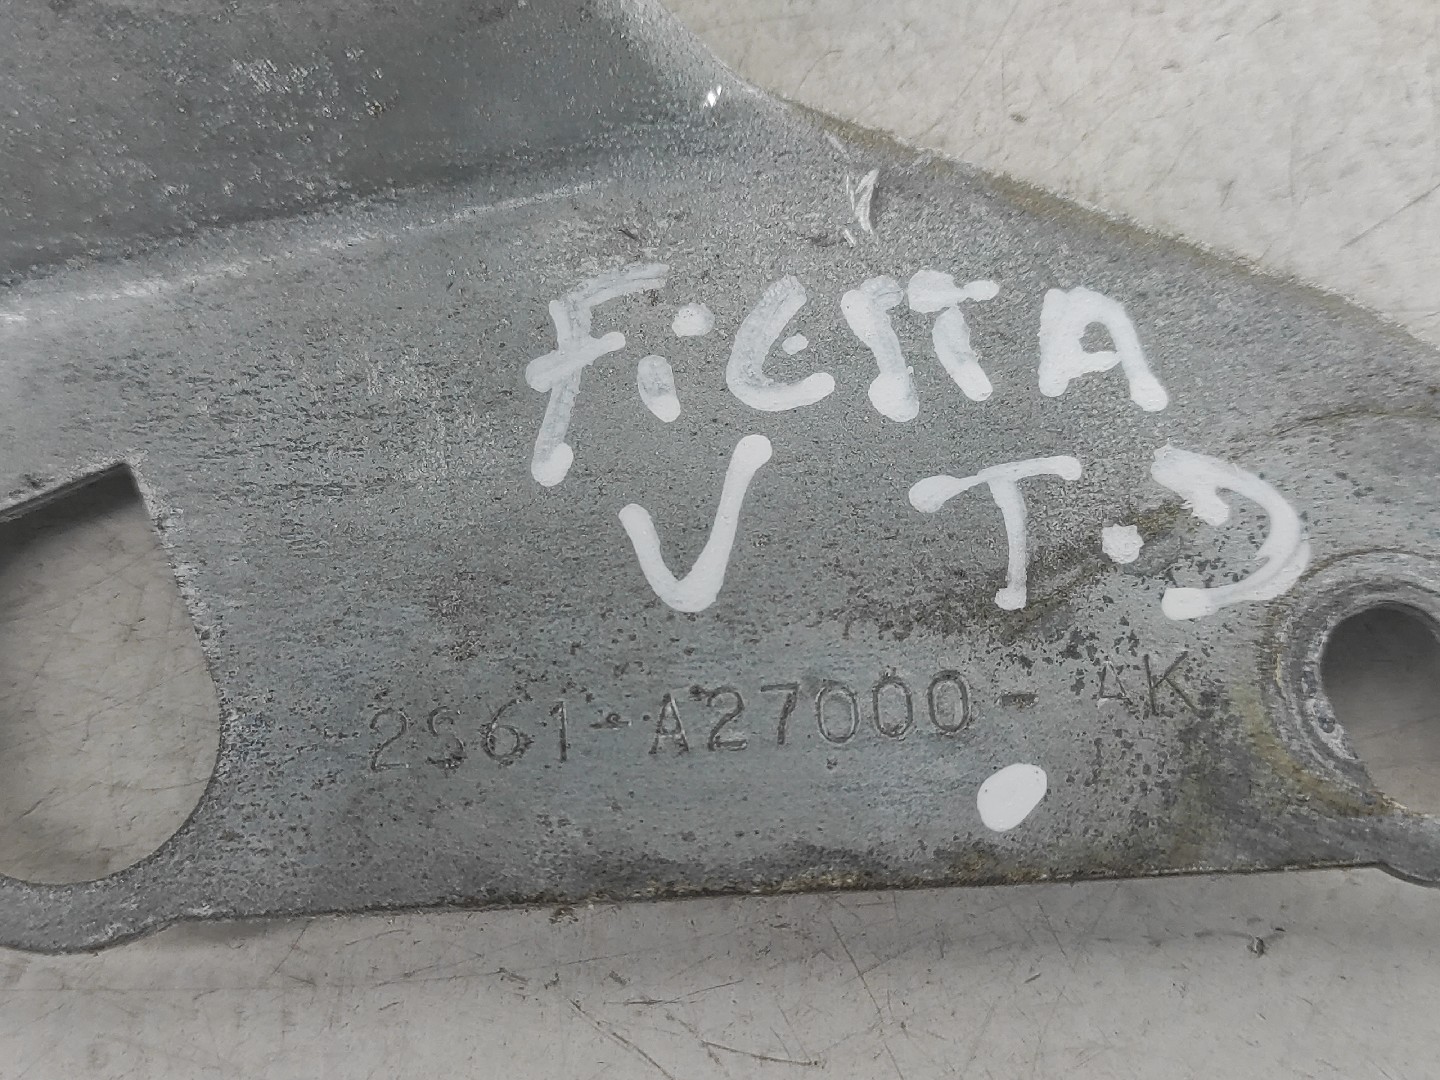 FiESTA
V T.D
2S61-A27000-AK